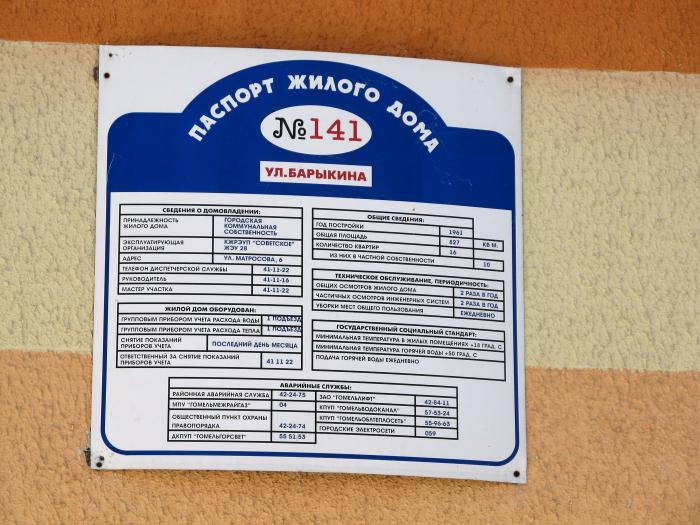 ПАСПОРТ ЖИЛОГО ДОМА
№141
УЛ.БАРЫКИНА
СВЕДЕНИЯ О ДОМОВЛАДЕНИИ:
ПРИНАДЛЕЖНОСТЬ ЖИЛОГО ДОМА ГОРОДСКАЯ КОММУНАЛЬНАЯ СОБСТВЕННОСТЬ
ЭКСПЛУАТИРУЮЩАЯ ОРГАНИЗАЦИЯ КЖРЭУП "СОВЕТСКОЕ" ЖЭУ 28
АДРЕС УЛ. МАТРОСОВА, 6
ТЕЛЕФОН ДИСПЕТЧЕРСКОЙ СЛУЖБЫ 41-11-22
РУКОВОДИТЕЛЬ 41-11-16
МАСТЕР УЧАСТКА 41-11-22
ЖИЛОЙ ДОМ ОБОРУДОВАН:
ГРУППОВЫМ ПРИБОРОМ УЧЕТА РАСХОДА ВОДЫ 1 ПОДЪЕЗД
ГРУППОВЫМ ПРИБОРОМ УЧЕТА РАСХОДА ТЕПЛА 1 ПОДЪЕЗД
СНЯТИЕ ПОКАЗАНИЙ ПРИБОРОВ УЧЕТА ПОСЛЕДНИЙ ДЕНЬ МЕСЯЦА
ОТВЕТСТВЕННЫЙ ЗА СНЯТИЕ ПОКАЗАНИЙ ПРИБОРОВ УЧЕТА 41 11 22
ОБЩИЕ СВЕДЕНИЯ:
ГОД ПОСТРОЙКИ 1961
ОБЩАЯ ПЛОЩАДЬ 827 КВ М.
КОЛИЧЕСТВО КВАРТИР 16
ИЗ НИХ В ЧАСТНОЙ СОБСТВЕННОСТИ 10
ТЕХНИЧЕСКОЕ ОБСЛУЖИВАНИЕ, ПЕРИОДИЧНОСТЬ:
ОБЩИХ ОСМОТРОВ ЖИЛОГО ДОМА 2 РАЗА В ГОД
ЧАСТИЧНЫХ ОСМОТРОВ ИНЖЕНЕРНЫХ СИСТЕМ 2 РАЗА В ГОД
УБОРКИ МЕСТ ОБЩЕГО ПОЛЬЗОВАНИЯ ЕЖЕДНЕВНО
ГОСУДАРСТВЕННЫЙ СОЦИАЛЬНЫЙ СТАНДАРТ:
МИНИМАЛЬНАЯ ТЕМПЕРАТУРА В ЖИЛЫХ ПОМЕЩЕНИЯХ +18 ГРАД. С
МИНИМАЛЬНАЯ ТЕМПЕРАТУРА ГОРЯЧЕЙ ВОДЫ +50 ГРАД. С
ПОДАЧА ГОРЯЧЕЙ ВОДЫ ЕЖЕДНЕВНО
АВАРИЙНЫЕ СЛУЖБЫ:
РАЙОННАЯ АВАРИЙНАЯ СЛУЖБА 42-24-75
МПУ "ГОМЕЛЬМЕЖРАЙГАЗ" 04
ОБЩЕСТВЕННЫЙ ПУНКТ ОХРАНЫ ПРАВОПОРЯДКА 42-24-74
ДКПУП "ГОМЕЛЬГОРСВЕТ" 55 51 53
ЗАО "ГОМЕЛЬЛИФТ" 42-84-11
КПУП "ГОМЕЛЬВОДОКАНАЛ" 57-53-24
КПУП "ГОМЕЛЬОБЛТЕПЛОСЕТЬ" 55-96-63
ГОРОДСКИЕ ЭЛЕКТРОСЕТИ 059